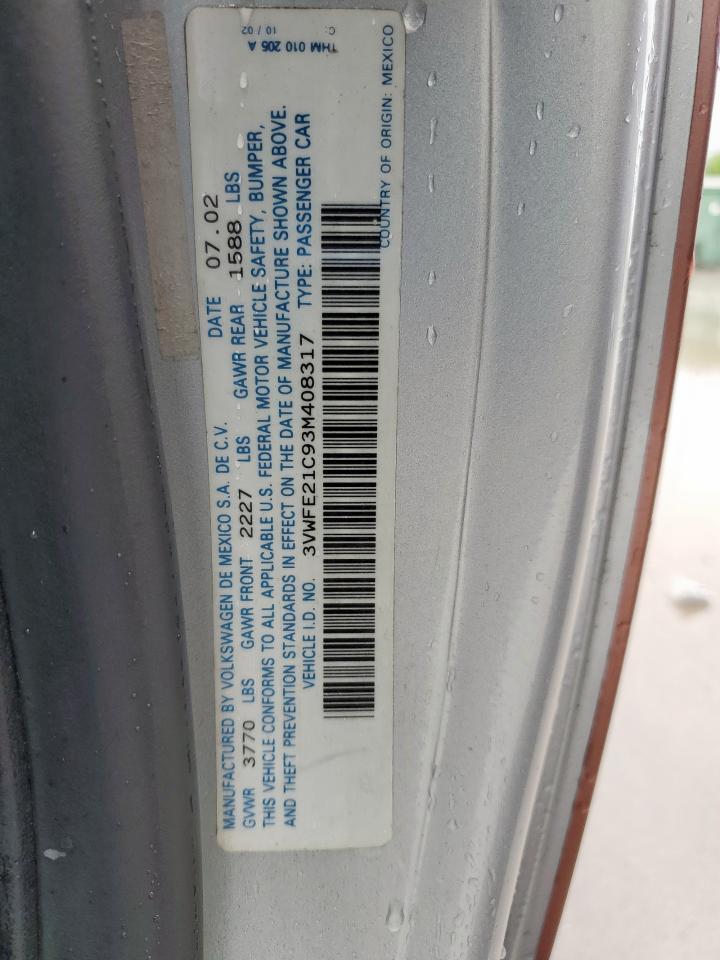 MANUFACTURED BY VOLKSWAGEN DE MEXICO S.A. DE C.V. DATE 07.02
GVWR 3770 LBS GAWR FRONT 2227 LBS GAWR REAR 1588 LBS
THIS VEHICLE CONFORMS TO ALL APPLICABLE U.S. FEDERAL MOTOR VEHICLE SAFETY, BUMPER,
AND THEFT PREVENTION STANDARDS IN EFFECT ON THE DATE OF MANUFACTURE SHOWN ABOVE.
VEHICLE I.D. NO. 3VWFE21C93M408317 TYPE: PASSENGER CAR
COUNTRY OF ORIGIN: MEXICO
1HM 010 205 A
10 / 02
C: